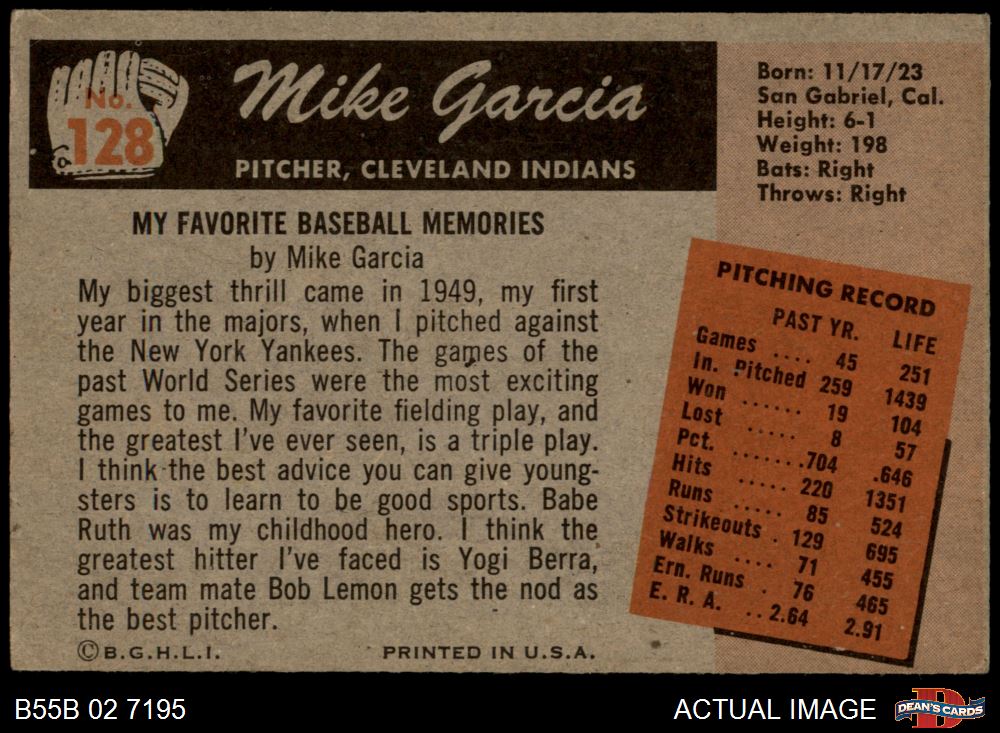 No.
128
Mike Garcia
PITCHER, CLEVELAND INDIANS
Born: 11/17/23
San Gabriel, Cal.
Height: 6-1
Weight: 198
Bats: Right
Throws: Right
MY FAVORITE BASEBALL MEMORIES
by Mike Garcia
My biggest thrill came in 1949, my first
year in the majors, when I pitched against
the New York Yankees. The games of the
past World Series were the most exciting
games to me. My favorite fielding play, and
the greatest I've ever seen, is a triple play.
I think the best advice you can give young-
sters is to learn to be good sports. Babe
Ruth was my childhood hero. I think the
greatest hitter I've faced is Yogi Berra,
and team mate Bob Lemon gets the nod as
the best pitcher.
©B.G.H.L.I. PRINTED IN U.S.A.
PITCHING RECORD
PAST YR. LIFE
Games .... 45 251
In. Pitched 259 1439
Won ...... 19 104
Lost ..... 8 57
Pct. .......704 .646
Hits ..... 220 1351
Runs ..... 85 524
Strikeouts . 129 695
Walks .... 71 455
Ern. Runs . 76 465
E. R. A. ..2.64 2.91
B55B 02 7195
ACTUAL IMAGE
DEAN'S CARDS